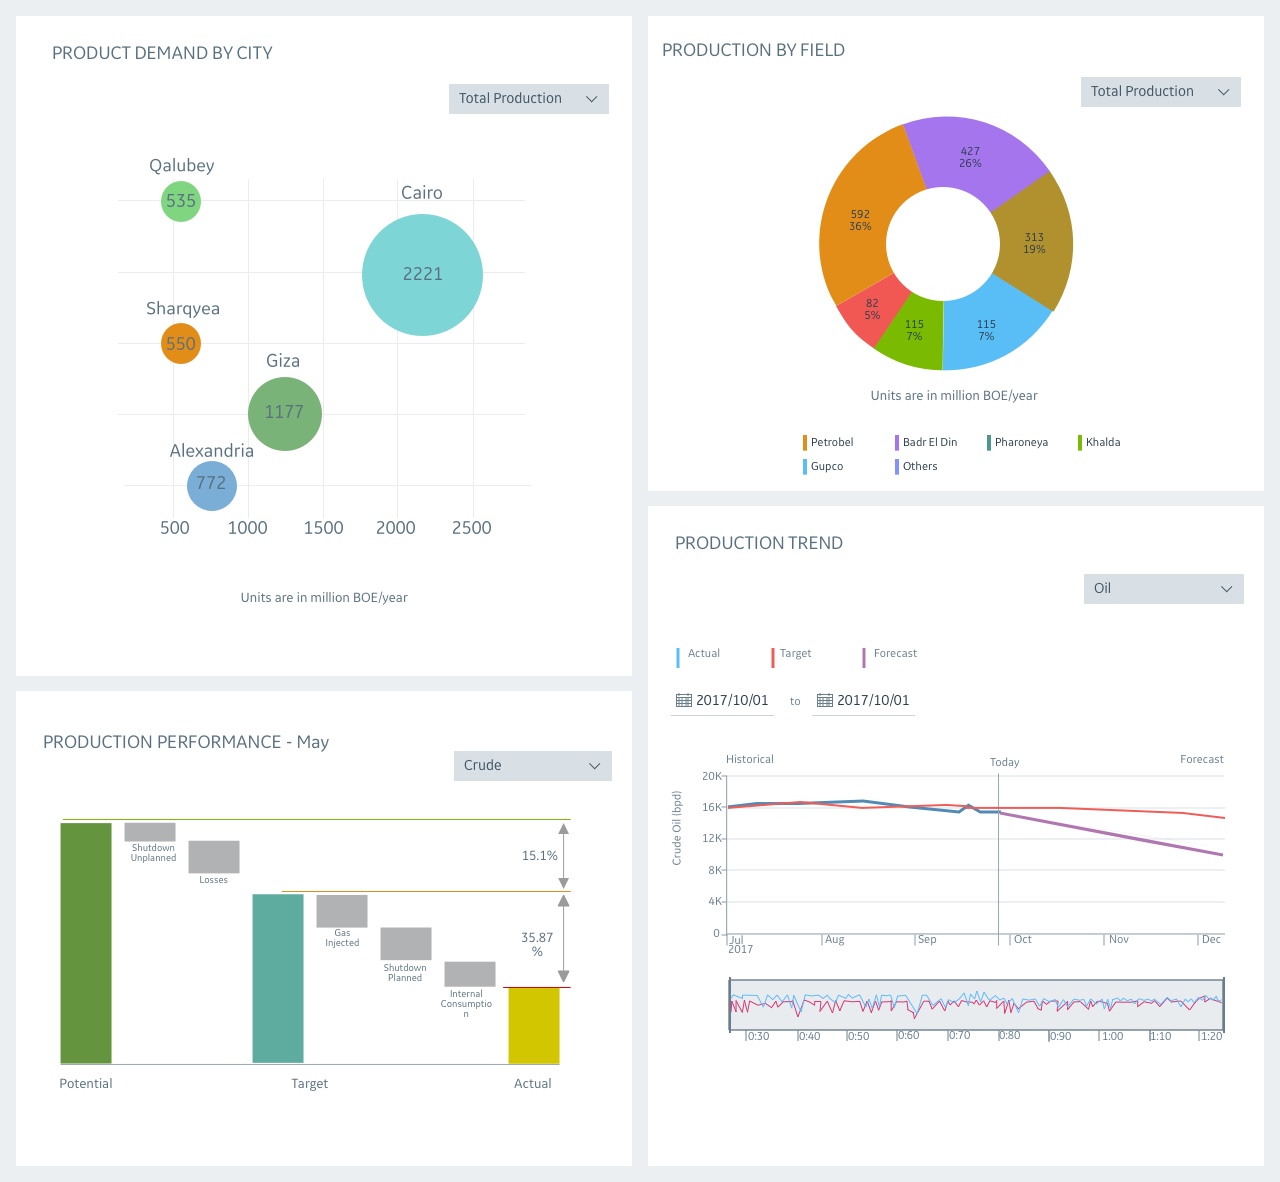 PRODUCT DEMAND BY CITY
Total Production
Qalubey
535
Cairo
2221
Sharqyea
550
Giza
1177
Alexandria
772
500 1000 1500 2000 2500
Units are in million BOE/year
PRODUCTION BY FIELD
Total Production
427
26%
592
36%
313
19%
82
5%
115
7%
115
7%
Units are in million BOE/year
Petrobel Badr El Din Pharoneya Khalda
Gupco Others
PRODUCTION PERFORMANCE - May
Crude
Shutdown
Unplanned
Losses
15.1%
Gas
Injected
Shutdown
Planned
Internal
Consumptio
n
35.87
%
Potential Target Actual
PRODUCTION TREND
Oil
Actual Target Forecast
2017/10/01 to 2017/10/01
Historical Today Forecast
Crude Oil (bpd)
20K
16K
12K
8K
4K
0
Jul Aug Sep Oct Nov Dec
2017
0:30 0:40 0:50 0:60 0:70 0:80 0:90 1:00 1:10 1:20